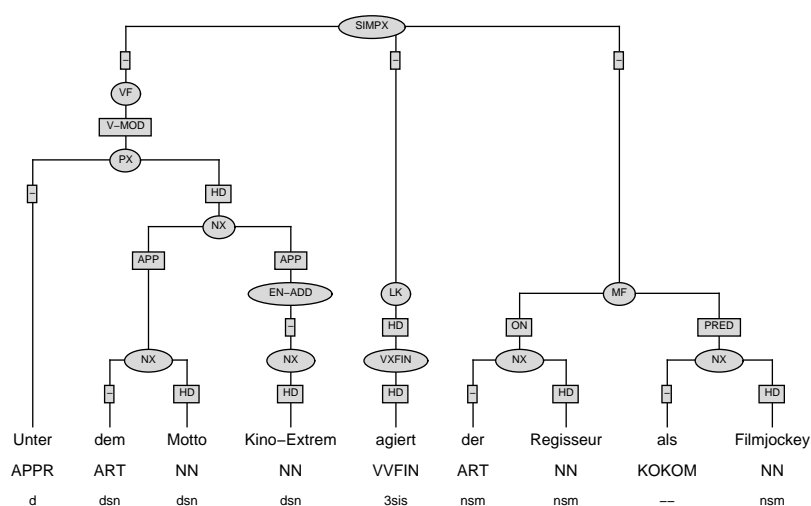 SIMPX
– – –
VF
V–MOD
PX
– HD
NX
APP APP
EN–ADD LK MF
– HD ON PRED
NX NX VXFIN NX NX
– HD HD HD – HD – HD
Unter dem Motto Kino–Extrem agiert der Regisseur als Filmjockey
APPR ART NN NN VVFIN ART NN KOKOM NN
d dsn dsn dsn 3sis nsm nsm –– nsm